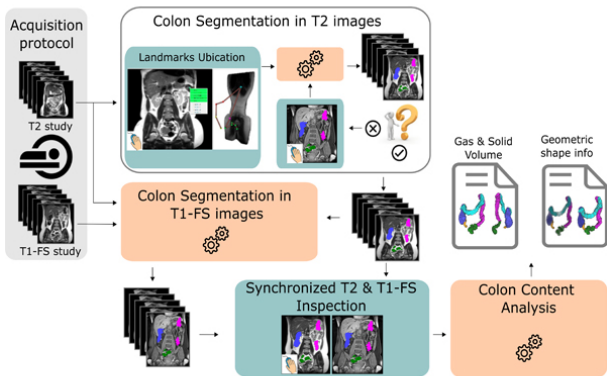 Acquisition
protocol
T2 study
T1-FS study
Colon Segmentation in T2 images
Landmarks Ubication
Colon Segmentation in
T1-FS images
Synchronized T2 & T1-FS
Inspection
Gas & Solid
Volume
Geometric
shape info
Colon Content
Analysis